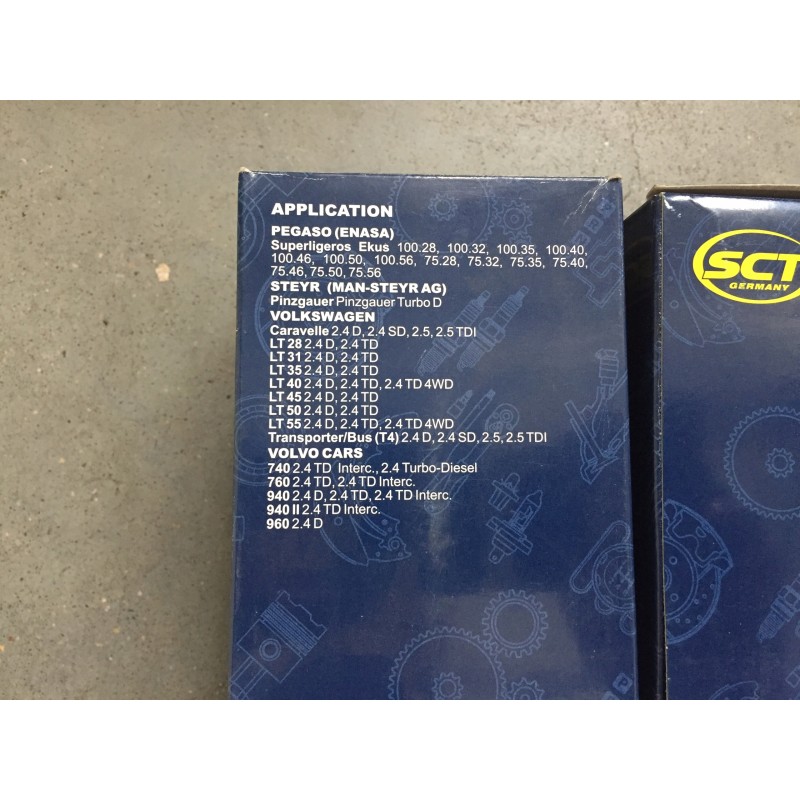 APPLICATION
PEGASO (ENASA)
Superligeros Ekus 100.28, 100.32, 100.35, 100.40,
100.46, 100.50, 100.56, 75.28, 75.32, 75.35, 75.40,
75.46, 75.50, 75.56
STEYR (MAN-STEYR AG)
Pinzgauer Pinzgauer Turbo D
VOLKSWAGEN
Caravelle 2.4 D, 2.4 SD, 2.5, 2.5 TDI
LT 28 2.4 D, 2.4 TD
LT 31 2.4 D, 2.4 TD
LT 35 2.4 D, 2.4 TD
LT 40 2.4 D, 2.4 TD, 2.4 TD 4WD
LT 45 2.4 D, 2.4 TD
LT 50 2.4 D, 2.4 TD
LT 55 2.4 D, 2.4 TD, 2.4 TD 4WD
Transporter/Bus (T4) 2.4 D, 2.4 SD, 2.5, 2.5 TDI
VOLVO CARS
740 2.4 TD Interc., 2.4 Turbo-Diesel
760 2.4 TD, 2.4 TD Interc.
940 2.4 D, 2.4 TD, 2.4 TD Interc.
940 II 2.4 TD Interc.
960 2.4 D
SCT
GERMANY